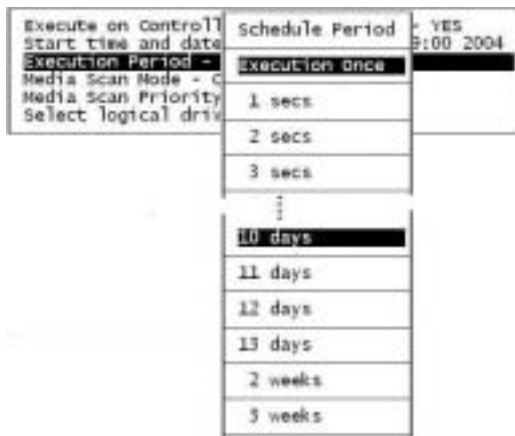 Execute on Controll
Start time and date
Execution Period -
Media Scan Mode - C
Media Scan Priority
Select logical driv
- YES
9:00 2004
Schedule Period
Execution Once
1 secs
2 secs
3 secs
10 days
11 days
12 days
13 days
2 weeks
3 weeks